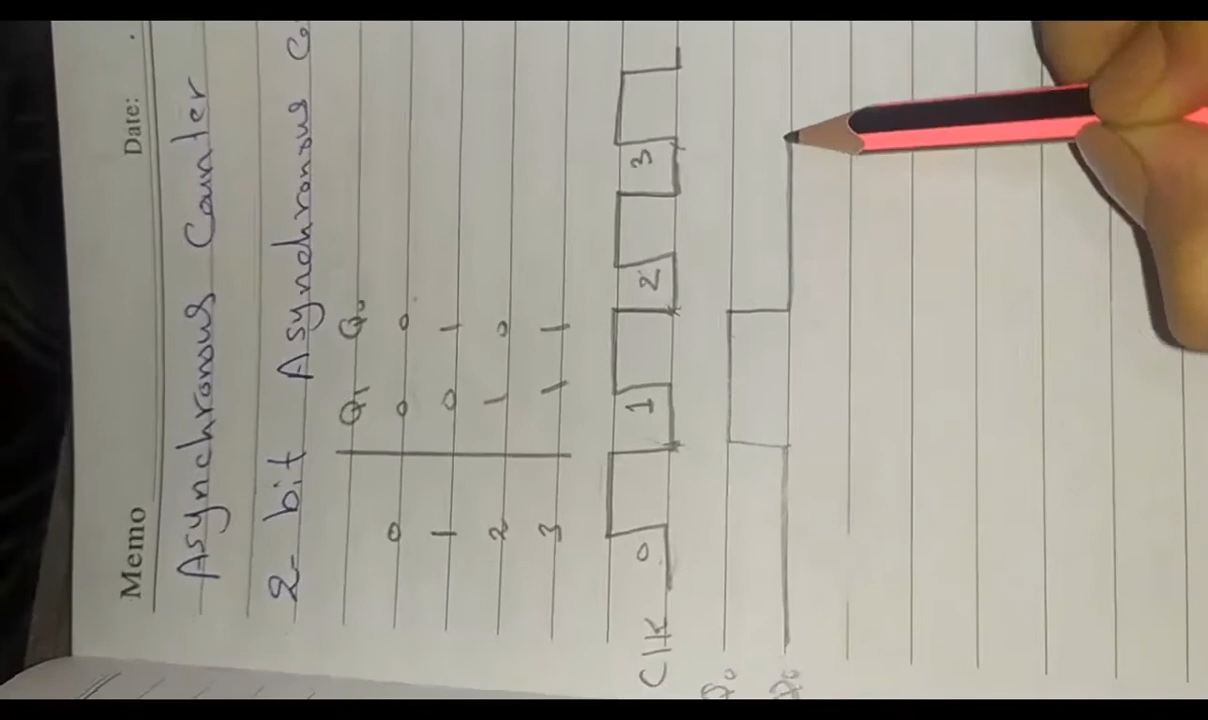 Memo
Date: .
Asynchronous Counter
2- bit Asynchronous Co
Q1 Q0
0 0 0
1 0 1
2 1 0
3 1 1
Clk 0 1 2 3
Q0